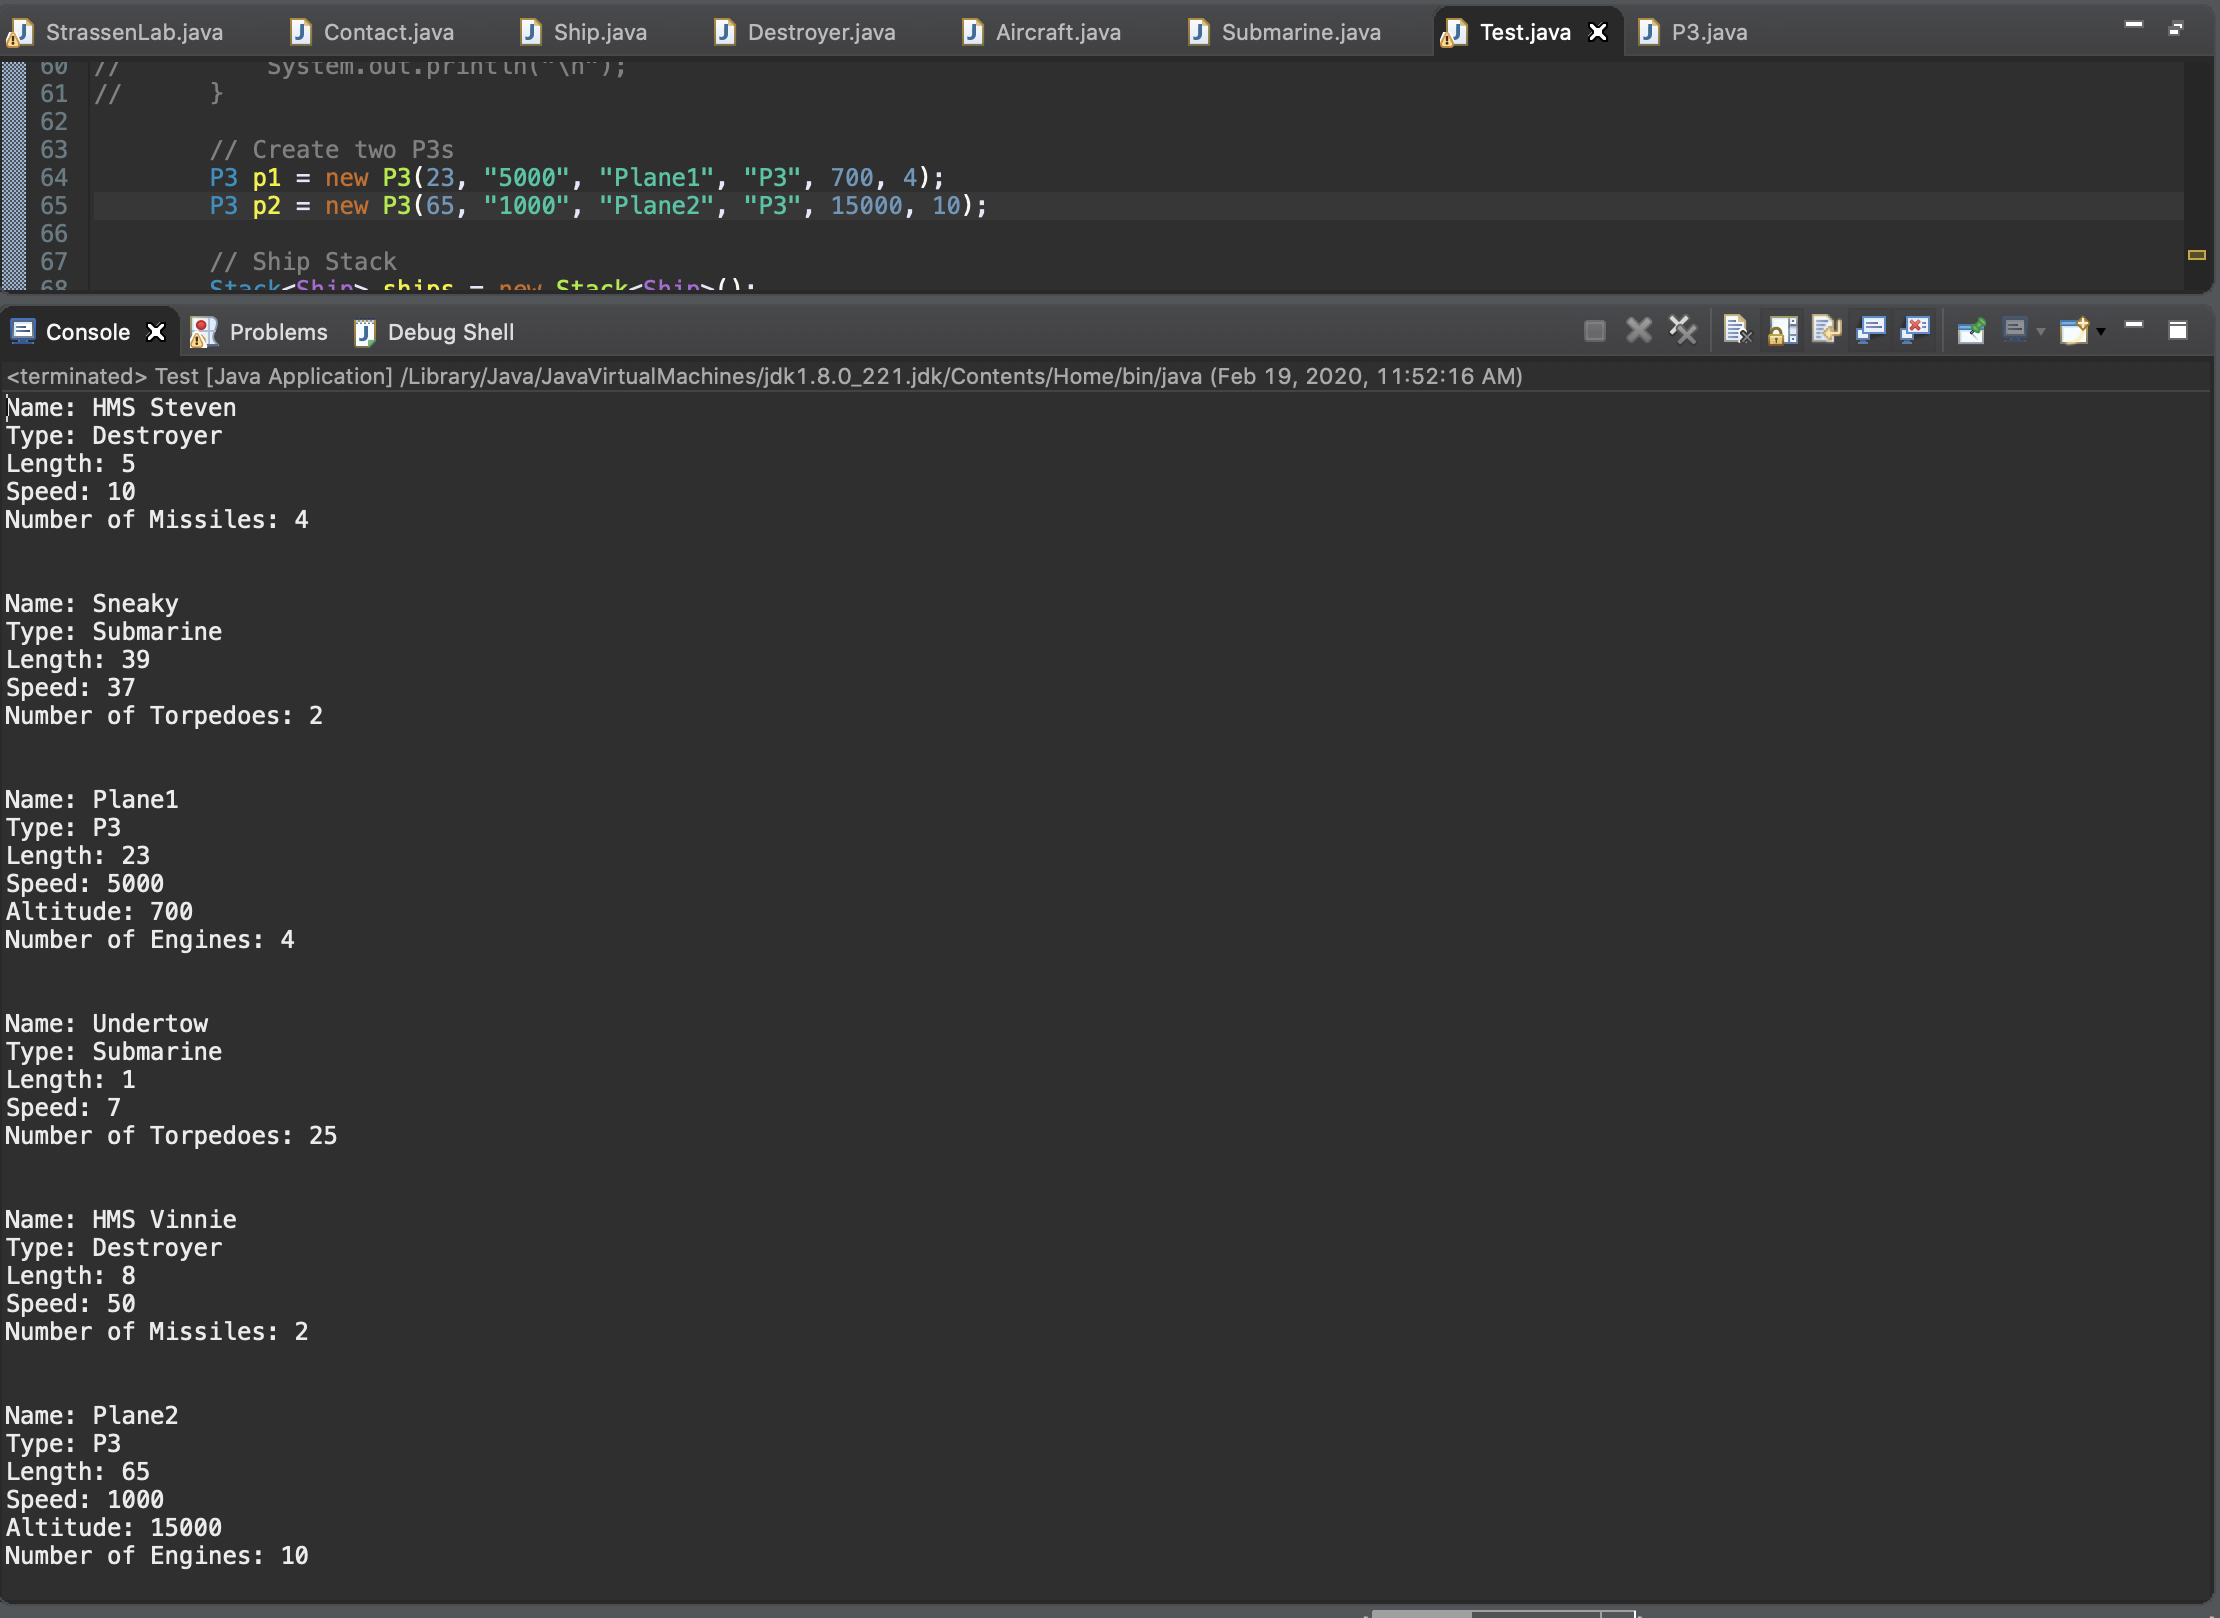 StrassenLab.java Contact.java Ship.java Destroyer.java Aircraft.java Submarine.java Test.java P3.java
60 // System.out.println("\n");
61 // }
62
63 // Create two P3s
64 P3 p1 = new P3(23, "5000", "Plane1", "P3", 700, 4);
65 P3 p2 = new P3(65, "1000", "Plane2", "P3", 15000, 10);
66
67 // Ship Stack
68 Stack<Ship> ships = new Stack<Ship>();
Console Problems Debug Shell
<terminated> Test [Java Application] /Library/Java/JavaVirtualMachines/jdk1.8.0_221.jdk/Contents/Home/bin/java (Feb 19, 2020, 11:52:16 AM)
Name: HMS Steven
Type: Destroyer
Length: 5
Speed: 10
Number of Missiles: 4
Name: Sneaky
Type: Submarine
Length: 39
Speed: 37
Number of Torpedoes: 2
Name: Plane1
Type: P3
Length: 23
Speed: 5000
Altitude: 700
Number of Engines: 4
Name: Undertow
Type: Submarine
Length: 1
Speed: 7
Number of Torpedoes: 25
Name: HMS Vinnie
Type: Destroyer
Length: 8
Speed: 50
Number of Missiles: 2
Name: Plane2
Type: P3
Length: 65
Speed: 1000
Altitude: 15000
Number of Engines: 10